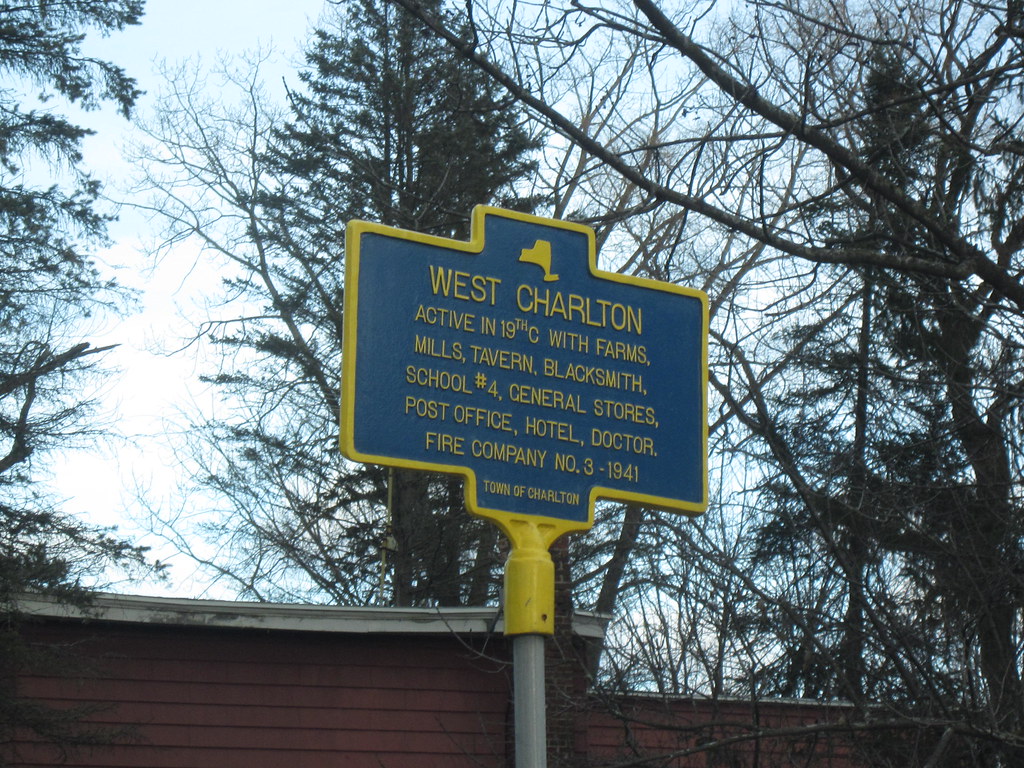 WEST CHARLTON
ACTIVE IN 19TH C WITH FARMS,
MILLS, TAVERN, BLACKSMITH,
SCHOOL #4, GENERAL STORES,
POST OFFICE, HOTEL, DOCTOR.
FIRE COMPANY NO. 3 - 1941
TOWN OF CHARLTON